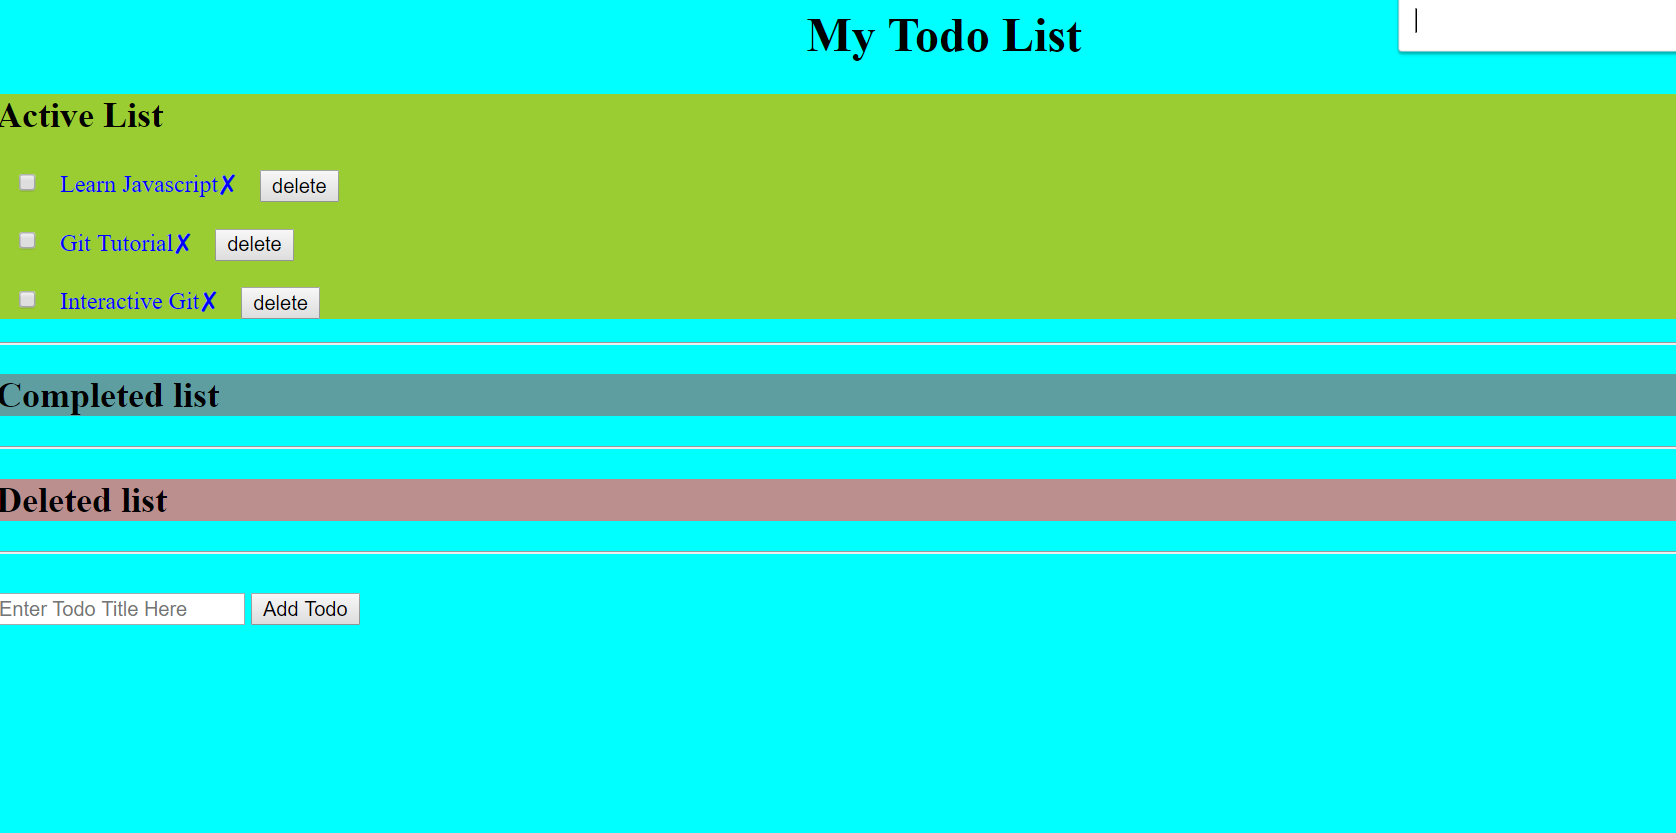 My Todo List
Active List
Learn Javascript✗ delete
Git Tutorial✗ delete
Interactive Git✗ delete
Completed list
Deleted list
Enter Todo Title Here Add Todo